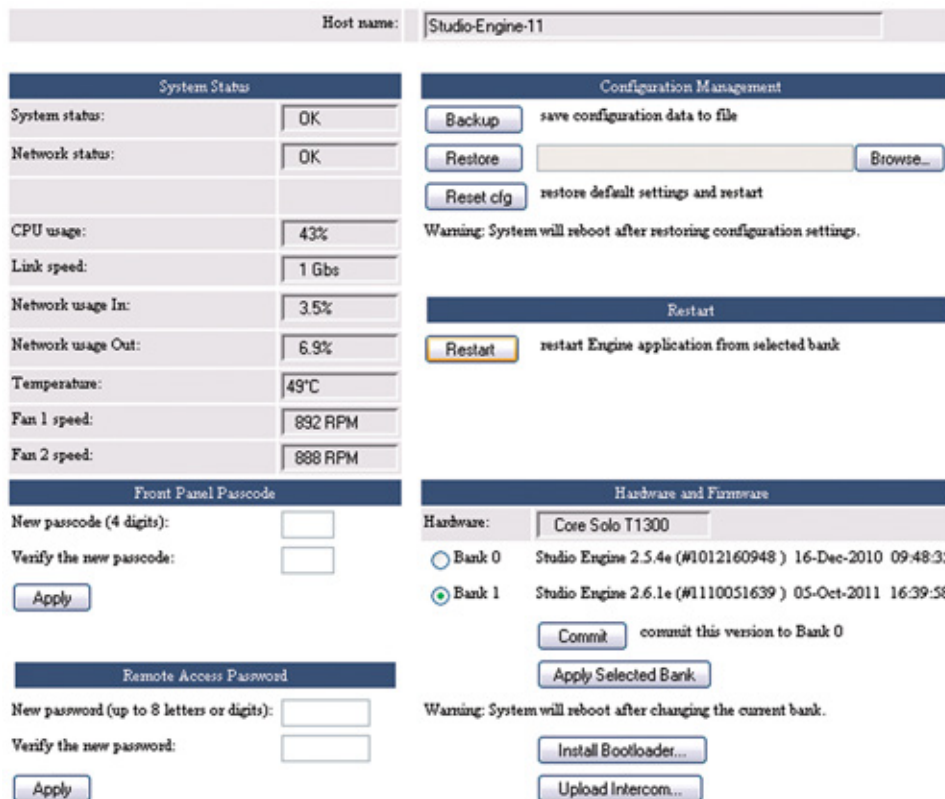 Host name: Studio-Engine-11
System Status
System status: OK
Network status: OK
CPU usage: 43%
Link speed: 1 Gbs
Network usage In: 3.5%
Network usage Out: 6.9%
Temperature: 49°C
Fan 1 speed: 892 RPM
Fan 2 speed: 888 RPM
Configuration Management
Backup save configuration data to file
Restore Browse...
Reset cfg restore default settings and restart
Warning: System will reboot after restoring configuration settings.
Restart
Restart restart Engine application from selected bank
Front Panel Passcode
New passcode (4 digits):
Verify the new passcode:
Apply
Remote Access Password
New password (up to 8 letters or digits):
Verify the new password:
Apply
Hardware and Firmware
Hardware: Core Solo T1300
Bank 0 Studio Engine 2.5.4e (#1012160948 ) 16-Dec-2010
Bank 1 Studio Engine 2.6.1e (#1110051639 ) 05-Oct-2011 16:39:58
Commit commit this version to Bank 0
Apply Selected Bank
Warning: System will reboot after changing the current bank.
Install Bootloader...
Upload Intercom...